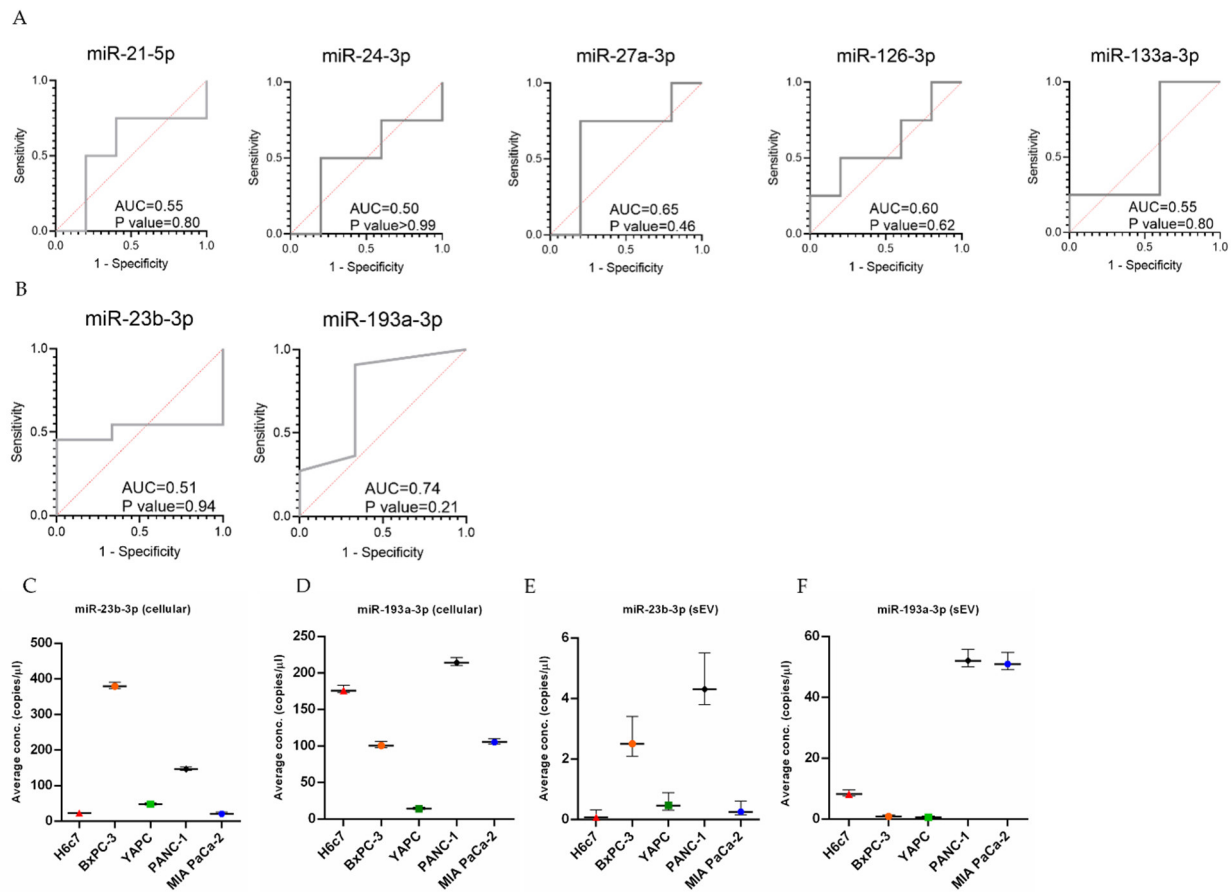 A
miR-21-5p
miR-24-3p
miR-27a-3p
miR-126-3p
miR-133a-3p
Sensitivity
1.0
0.5
0.0
AUC=0.55
P value=0.80
0.0 0.5 1.0
1 - Specificity
Sensitivity
1.0
0.5
0.0
AUC=0.50
P value>0.99
0.0 0.5 1.0
1 - Specificity
Sensitivity
1.0
0.5
0.0
AUC=0.65
P value=0.46
0.0 0.5 1.0
1 - Specificity
Sensitivity
1.0
0.5
0.0
AUC=0.60
P value=0.62
0.0 0.5 1.0
1 - Specificity
Sensitivity
1.0
0.5
0.0
AUC=0.55
P value=0.80
0.0 0.5 1.0
1 - Specificity
B
miR-23b-3p
miR-193a-3p
Sensitivity
1.0
0.5
0.0
AUC=0.51
P value=0.94
0.0 0.5 1.0
1 - Specificity
Sensitivity
1.0
0.5
0.0
AUC=0.74
P value=0.21
0.0 0.5 1.0
1 - Specificity
C
miR-23b-3p (cellular)
Average conc. (copies/µl)
500
400
300
200
100
0
H6c7 BxPC-3 YAPC PANC-1 MIA PaCa-2
D
miR-193a-3p (cellular)
Average conc. (copies/µl)
250
200
150
100
50
0
H6c7 BxPC-3 YAPC PANC-1 MIA PaCa-2
E
miR-23b-3p (sEV)
Average conc. (copies/µl)
6
4
2
0
H6c7 BxPC-3 YAPC PANC-1 MIA PaCa-2
F
miR-193a-3p (sEV)
Average conc. (copies/µl)
60
40
20
0
H6c7 BxPC-3 YAPC PANC-1 MIA PaCa-2